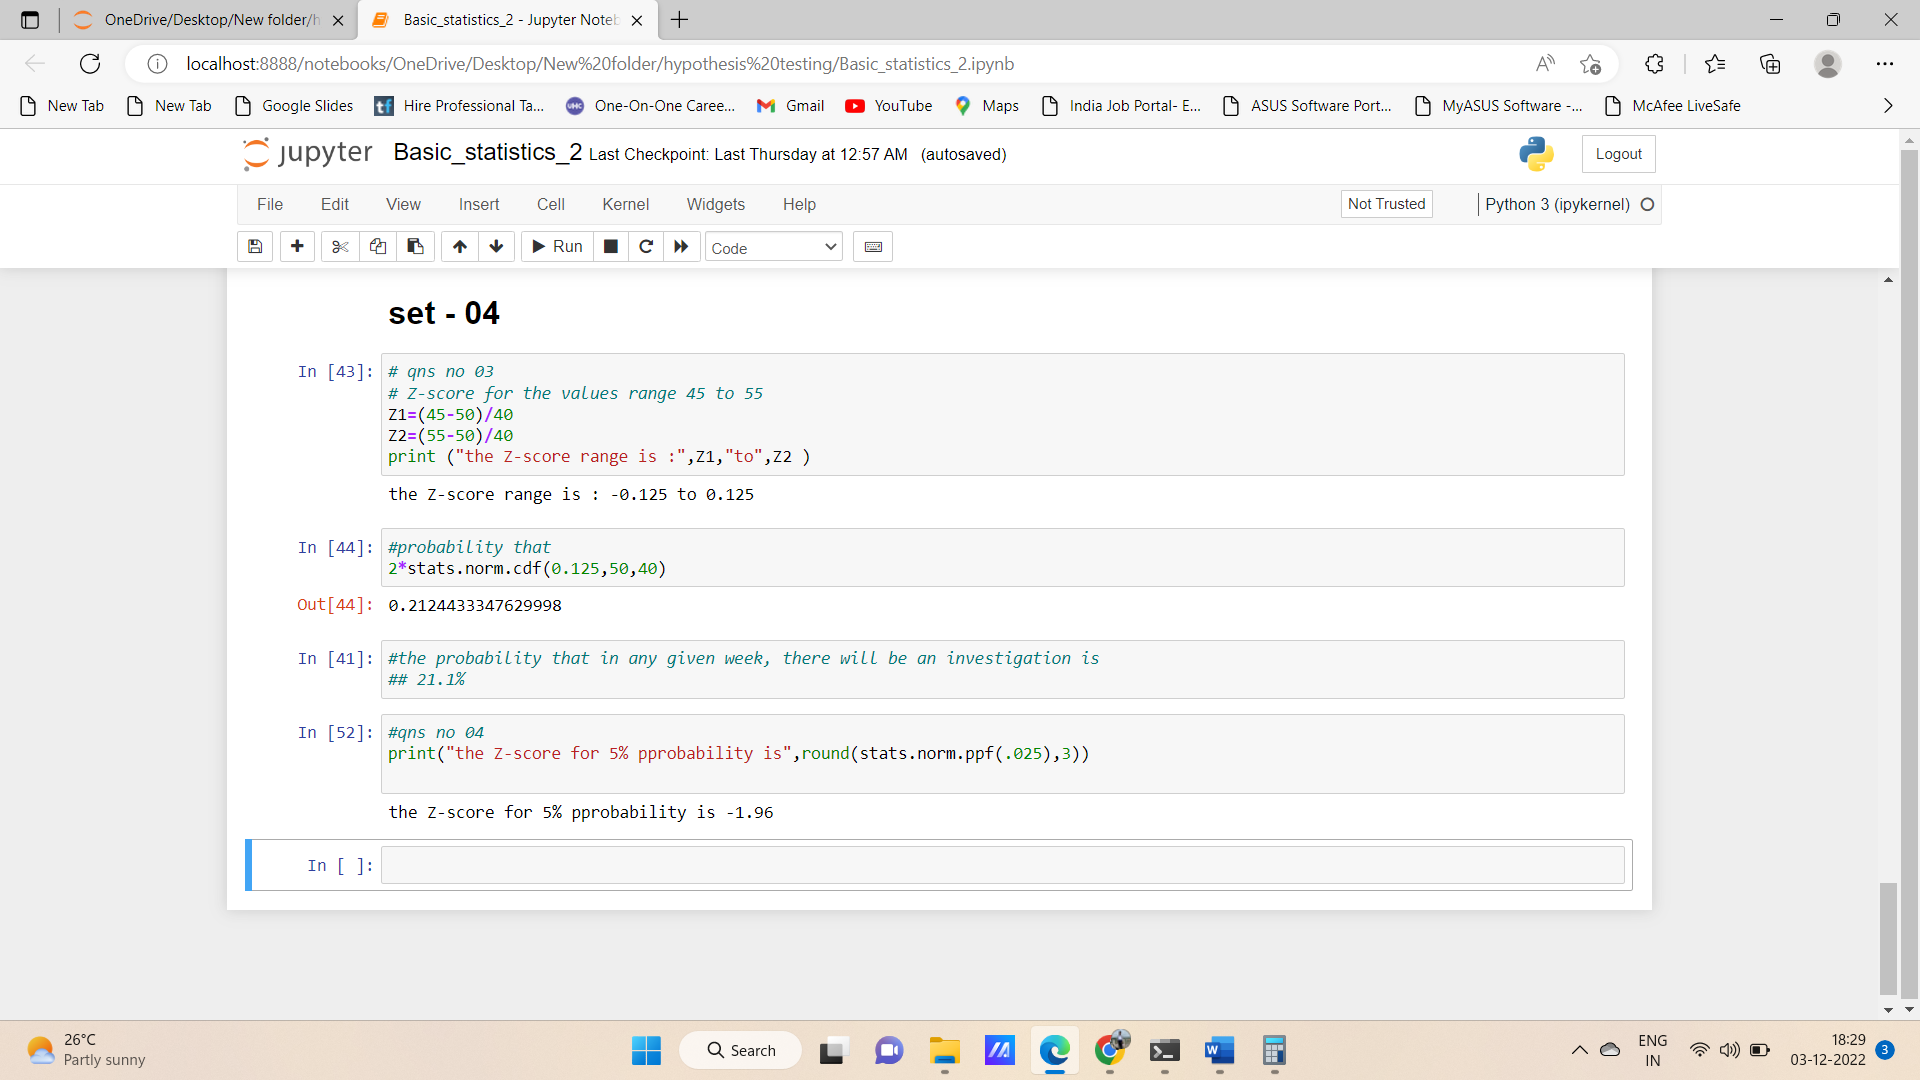 OneDrive/Desktop/New folder/h
Basic_statistics_2 - Jupyter Noteb
localhost:8888/notebooks/OneDrive/Desktop/New%20folder/hypothesis%20testing/Basic_statistics_2.ipynb
New Tab
New Tab
Google Slides
tf Hire Professional Ta...
UHC One-On-One Caree...
Gmail
YouTube
Maps
India Job Portal- E...
ASUS Software Port...
MyASUS Software -...
McAfee LiveSafe
jupyter Basic_statistics_2 Last Checkpoint: Last Thursday at 12:57 AM (autosaved)
Logout
File Edit View Insert Cell Kernel Widgets Help
Not Trusted
Python 3 (ipykernel)
Run
Code
set - 04
In [43]: # qns no 03
# Z-score for the values range 45 to 55
Z1=(45-50)/40
Z2=(55-50)/40
print ("the Z-score range is :",Z1,"to",Z2 )
the Z-score range is : -0.125 to 0.125
In [44]: #probability that
2*stats.norm.cdf(0.125,50,40)
Out[44]: 0.2124433347629998
In [41]: #the probability that in any given week, there will be an investigation is
## 21.1%
In [52]: #qns no 04
print("the Z-score for 5% pprobability is",round(stats.norm.ppf(.025),3))
the Z-score for 5% pprobability is -1.96
In [ ]:
26°C
Partly sunny
Search
ENG
IN
18:29
03-12-2022
3